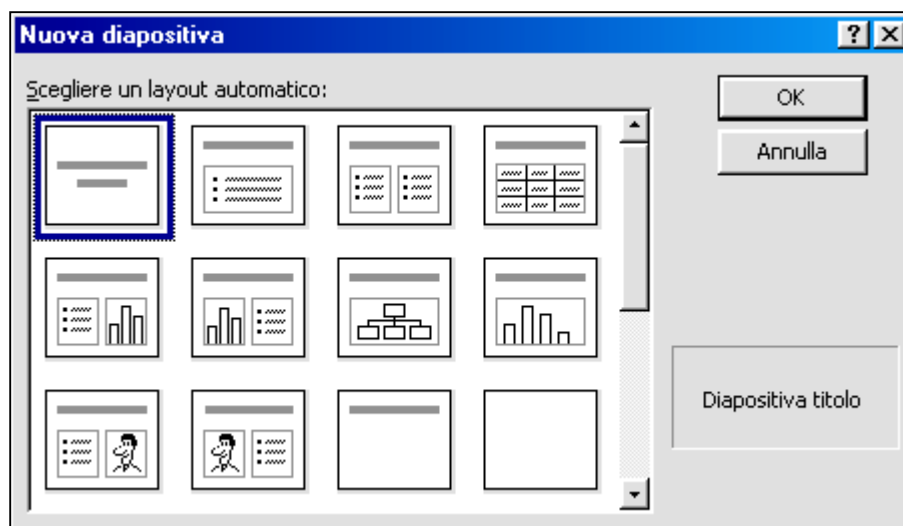 Nuova diapositiva
Scegliere un layout automatico:
OK
Annulla
Diapositiva titolo